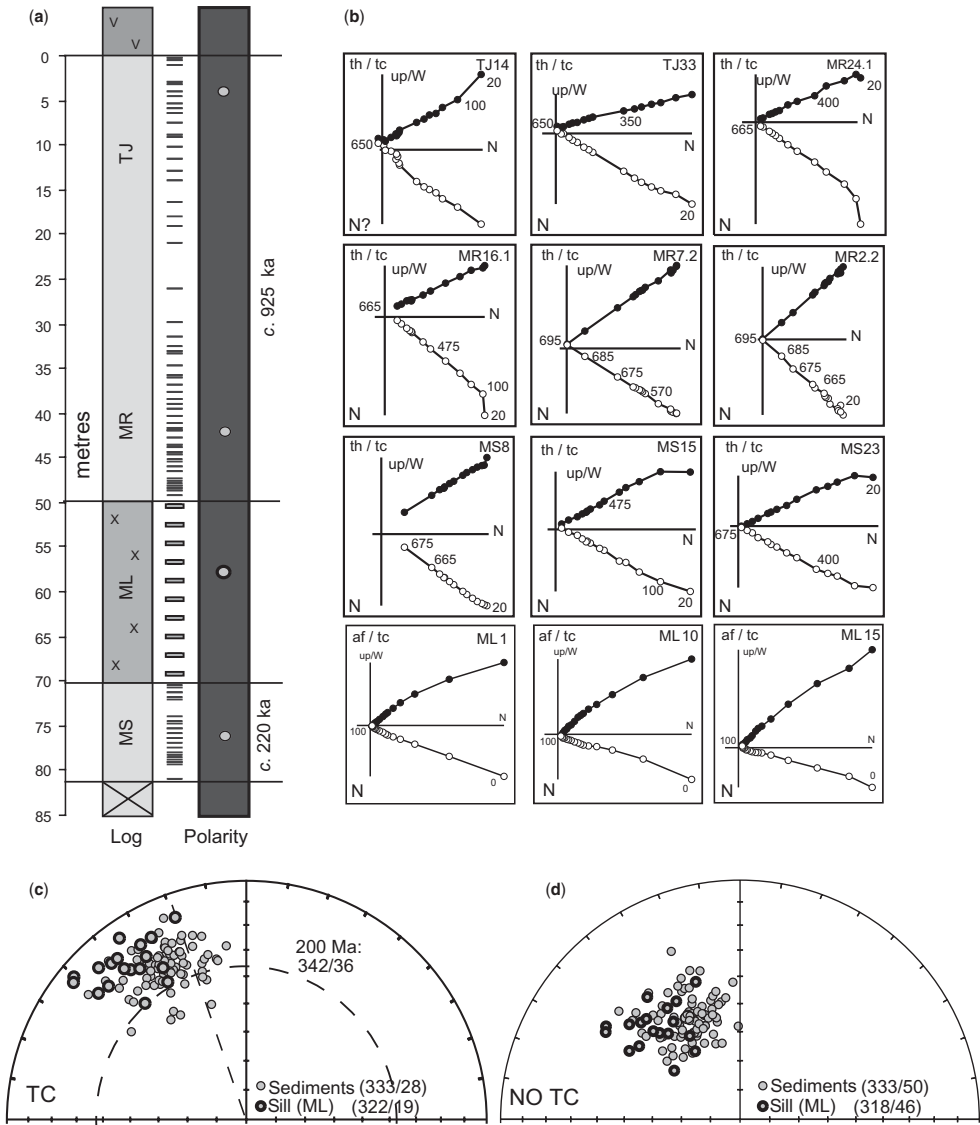 (a)
V
V
0
5
10
15
20
25
30
35
40
45
50
55
60
65
70
75
80
85
metres
TJ
MR
X
X
ML
X
X
MS
c. 925 ka
c. 220 ka
Log Polarity
(b)
th / tc TJ14
up/W
20
100
650
N
N?
th / tc TJ33
up/W
650
350
N
20
N
th / tc MR24.1
up/W
20
400
665
N
N
th / tc MR16.1
up/W
665
N
475
100
20
N
th / tc MR7.2
up/W
695
N
685
675
570
N
th / tc MR2.2
up/W
695
N
685
675
665
20
N
th / tc MS8
up/W
N
675
665
20
N
th / tc MS15
up/W
475
N
100
20
N
th / tc MS23
up/W
20
675
N
400
N
af / tc ML 1
up/W
N
100
0
N
af / tc ML 10
up/W
N
100
0
N
af / tc ML 15
up/W
N
100
0
N
(c)
200 Ma:
342/36
TC
Sediments (333/28)
Sill (ML) (322/19)
(d)
NO TC
Sediments (333/50)
Sill (ML) (318/46)